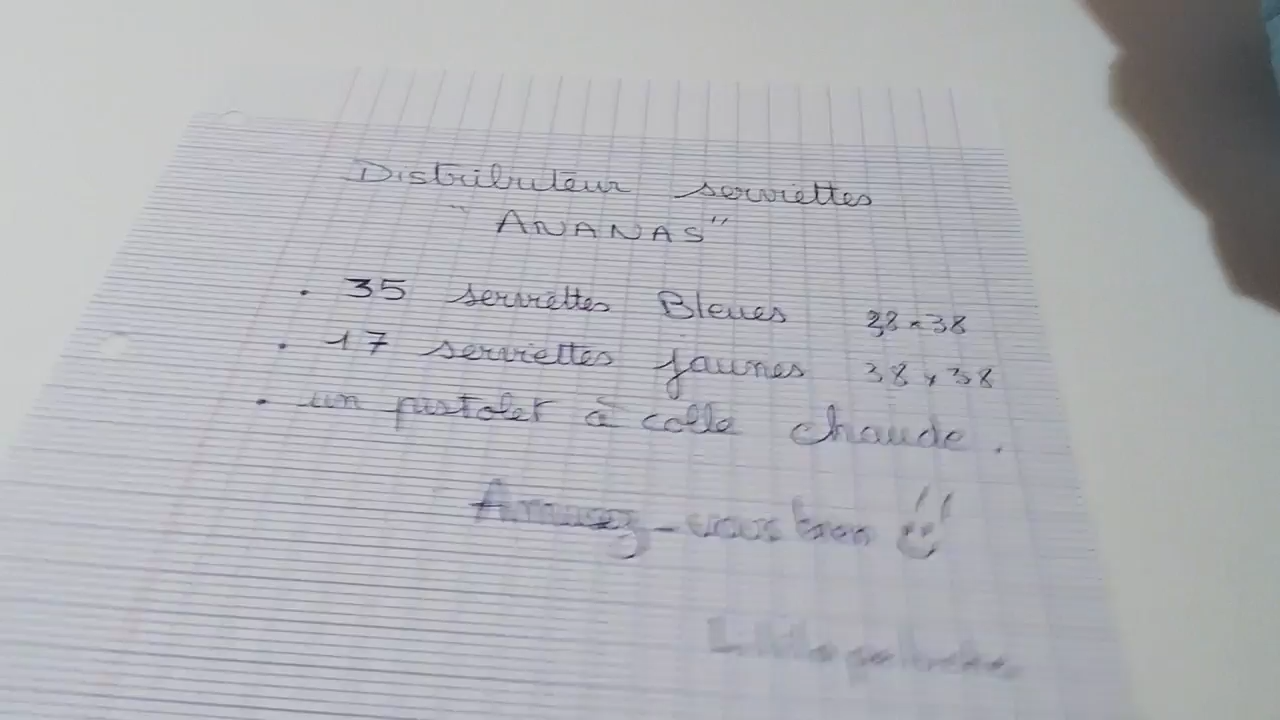 Distributeur serviettes
"ANANAS"
. 35 serviettes Bleues 38 x 38
. 17 serviettes jaunes 38 x 38
. un pistolet à colle chaude.
Amusez-vous bien